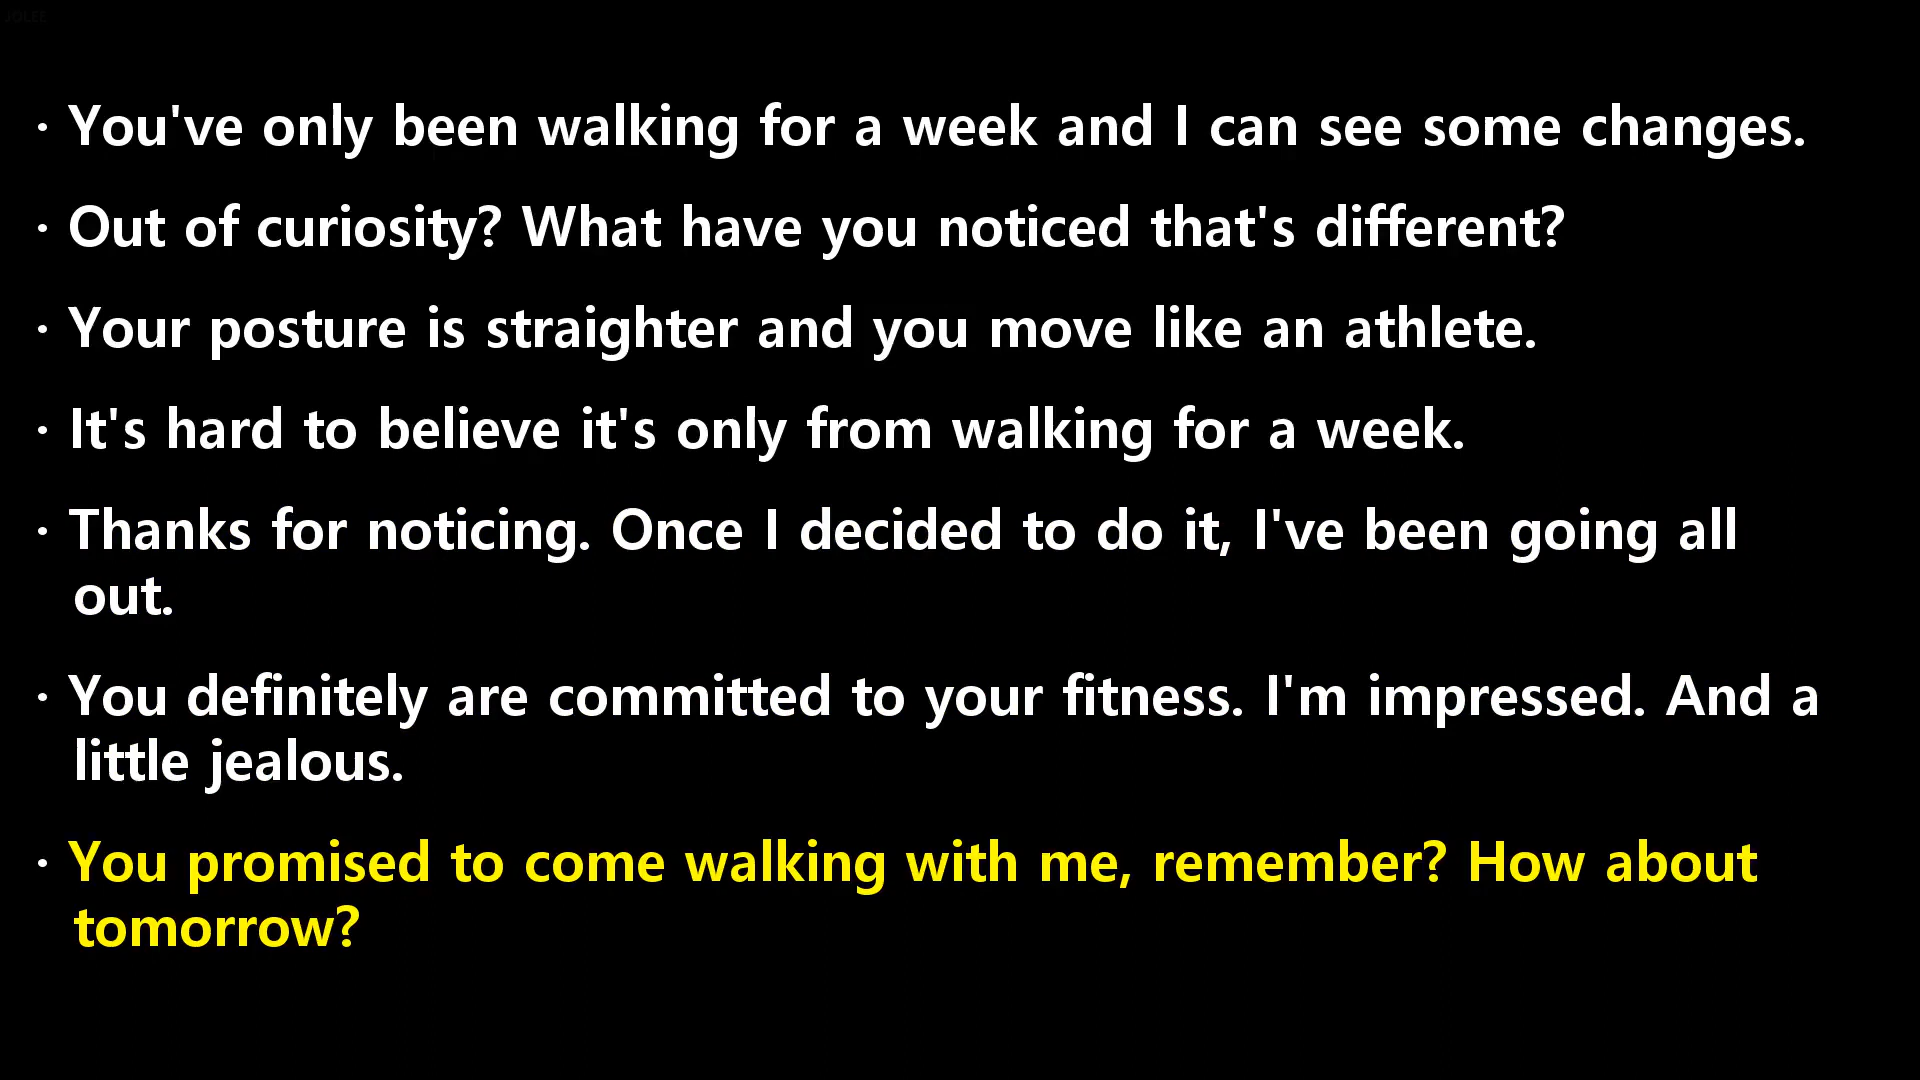 JOLEE
· You've only been walking for a week and I can see some changes.
· Out of curiosity? What have you noticed that's different?
· Your posture is straighter and you move like an athlete.
· It's hard to believe it's only from walking for a week.
· Thanks for noticing. Once I decided to do it, I've been going all
out.
· You definitely are committed to your fitness. I'm impressed. And a
little jealous.
· You promised to come walking with me, remember? How about
tomorrow?